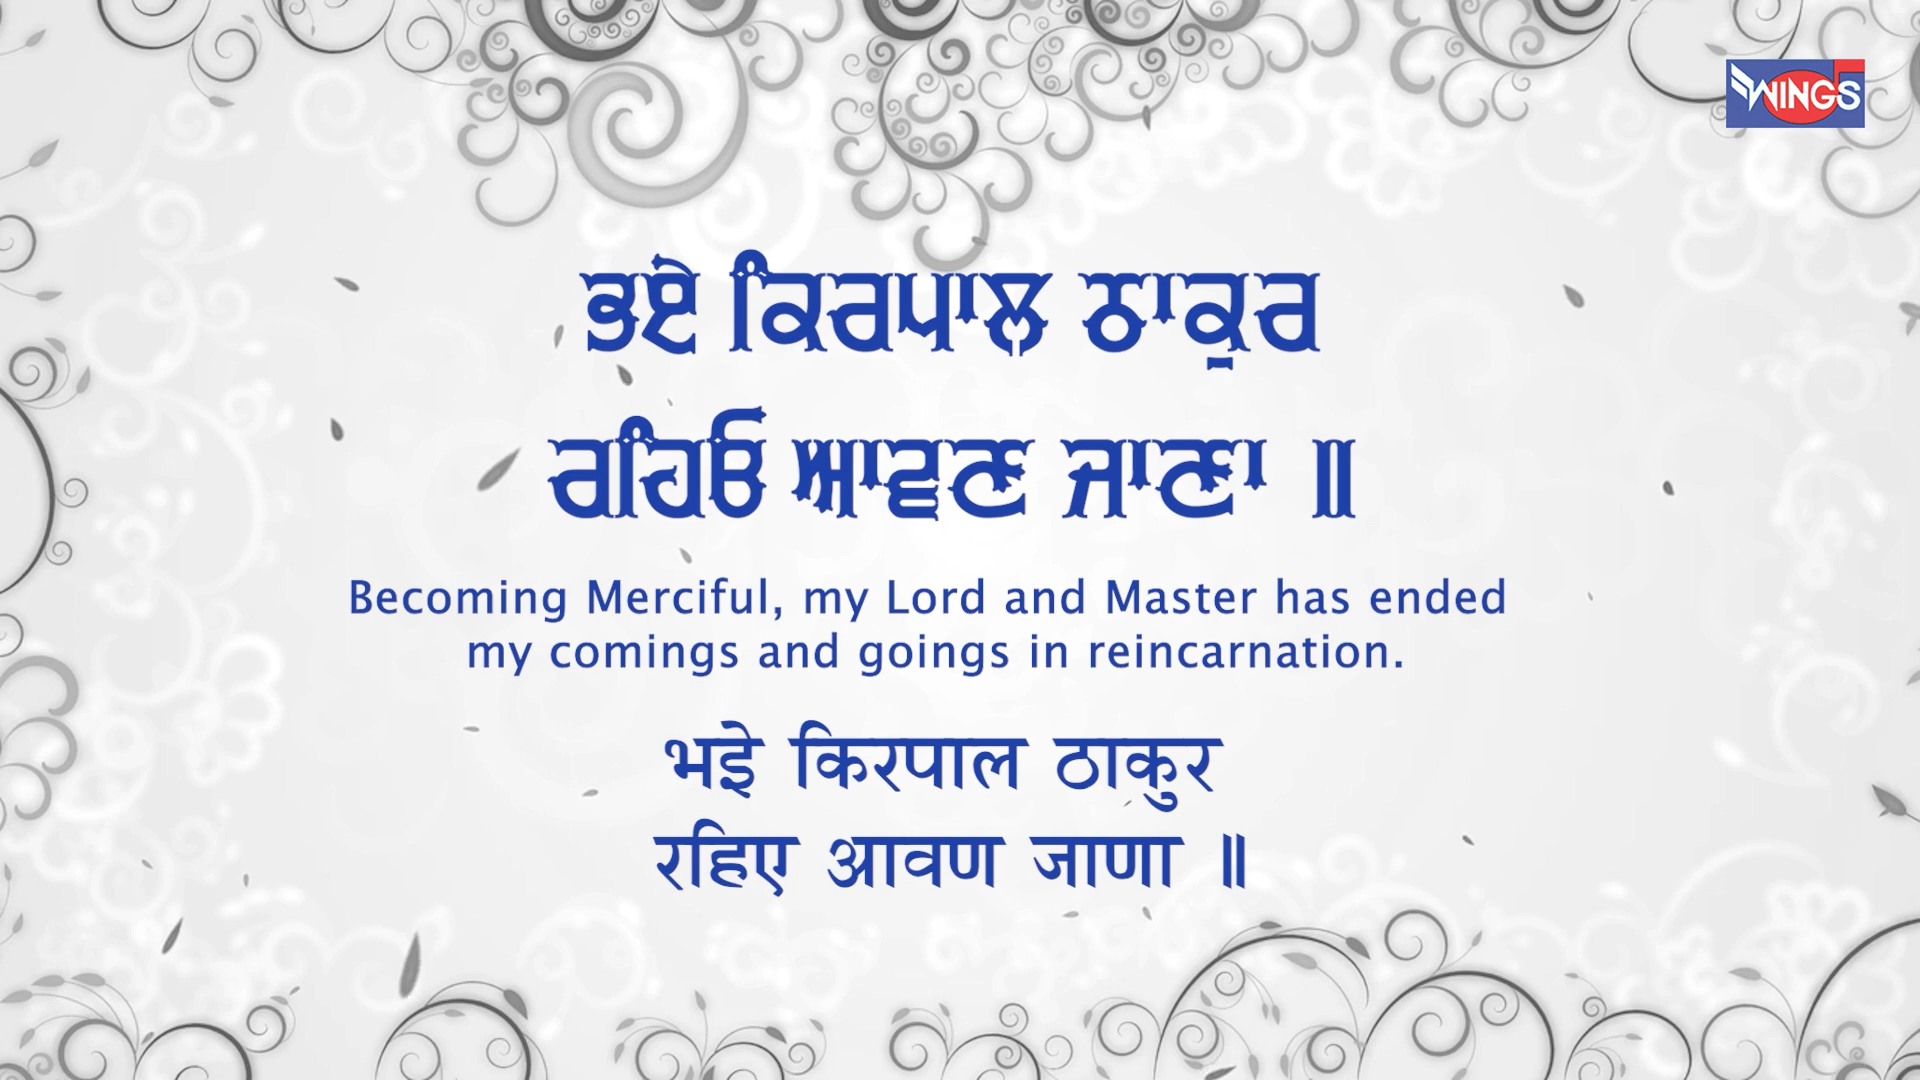 WINGS
ਭਏ ਕਿਰਪਾਲ ਠਾਕੁਰ
ਰਹਿਓ ਆਵਣ ਜਾਣਾ ॥
Becoming Merciful, my Lord and Master has ended
my comings and goings in reincarnation.
भइे किरपाल ठाकुर
रहिए आवण जाणा ॥